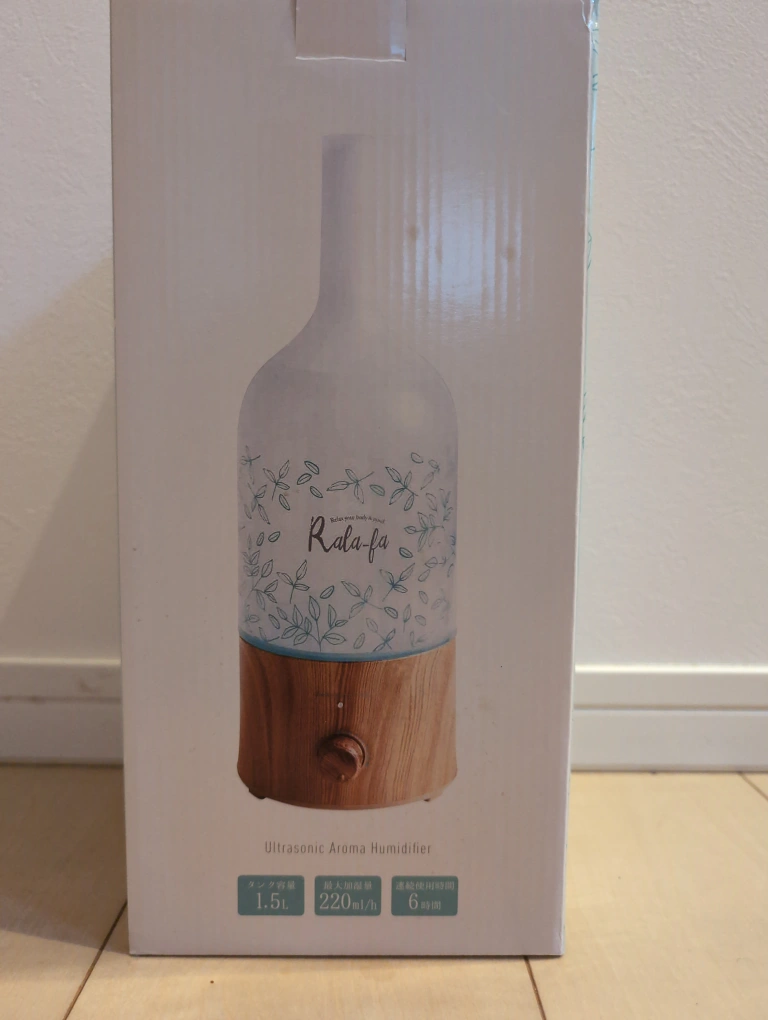 Relax your body & mind
Rala-fa
Ultrasonic Aroma Humidifier
タンク容量
1.5L
最大加湿量
220ml/h
連続使用時間
6時間